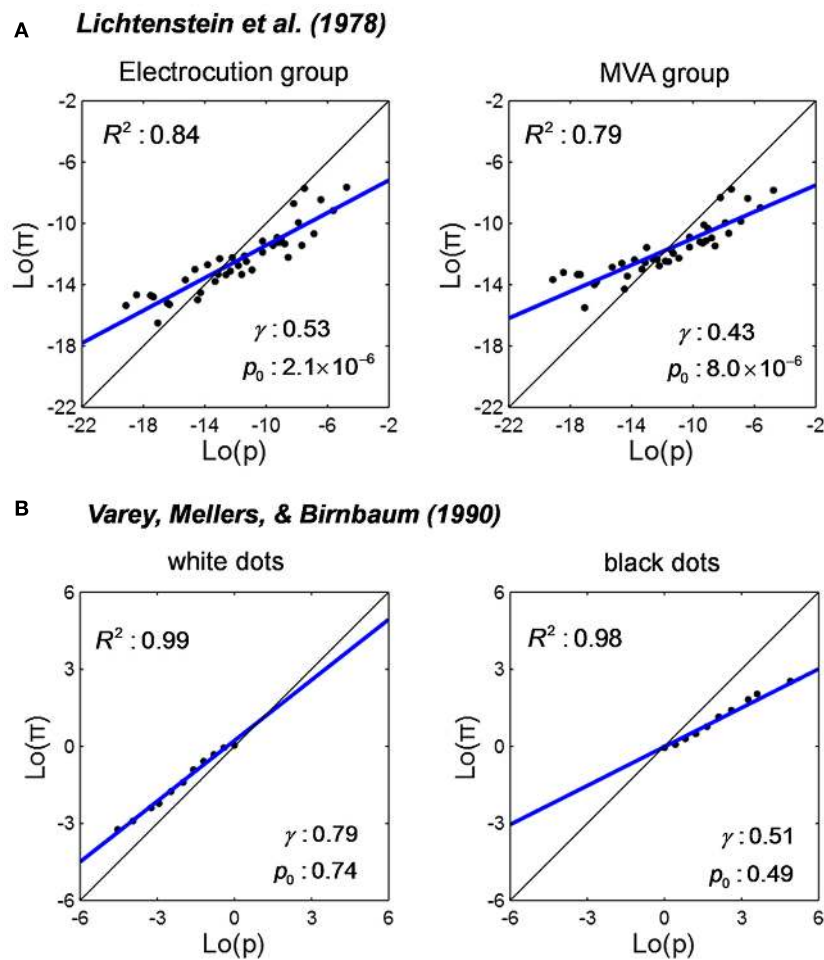 A
Lichtenstein et al. (1978)
Electrocution group
MVA group
-2
-6
-10
-14
-18
-22
Lo(π)
R² : 0.84
γ : 0.53
p₀ : 2.1×10⁻⁶
-22 -18 -14 -10 -6 -2
Lo(p)
-2
-6
-10
-14
-18
-22
Lo(π)
R² : 0.79
γ : 0.43
p₀ : 8.0×10⁻⁶
-22 -18 -14 -10 -6 -2
Lo(p)
B
Varey, Mellers, & Birnbaum (1990)
white dots
black dots
6
3
0
-3
-6
Lo(π)
R² : 0.99
γ : 0.79
p₀ : 0.74
-6 -3 0 3 6
Lo(p)
6
3
0
-3
-6
Lo(π)
R² : 0.98
γ : 0.51
p₀ : 0.49
-6 -3 0 3 6
Lo(p)